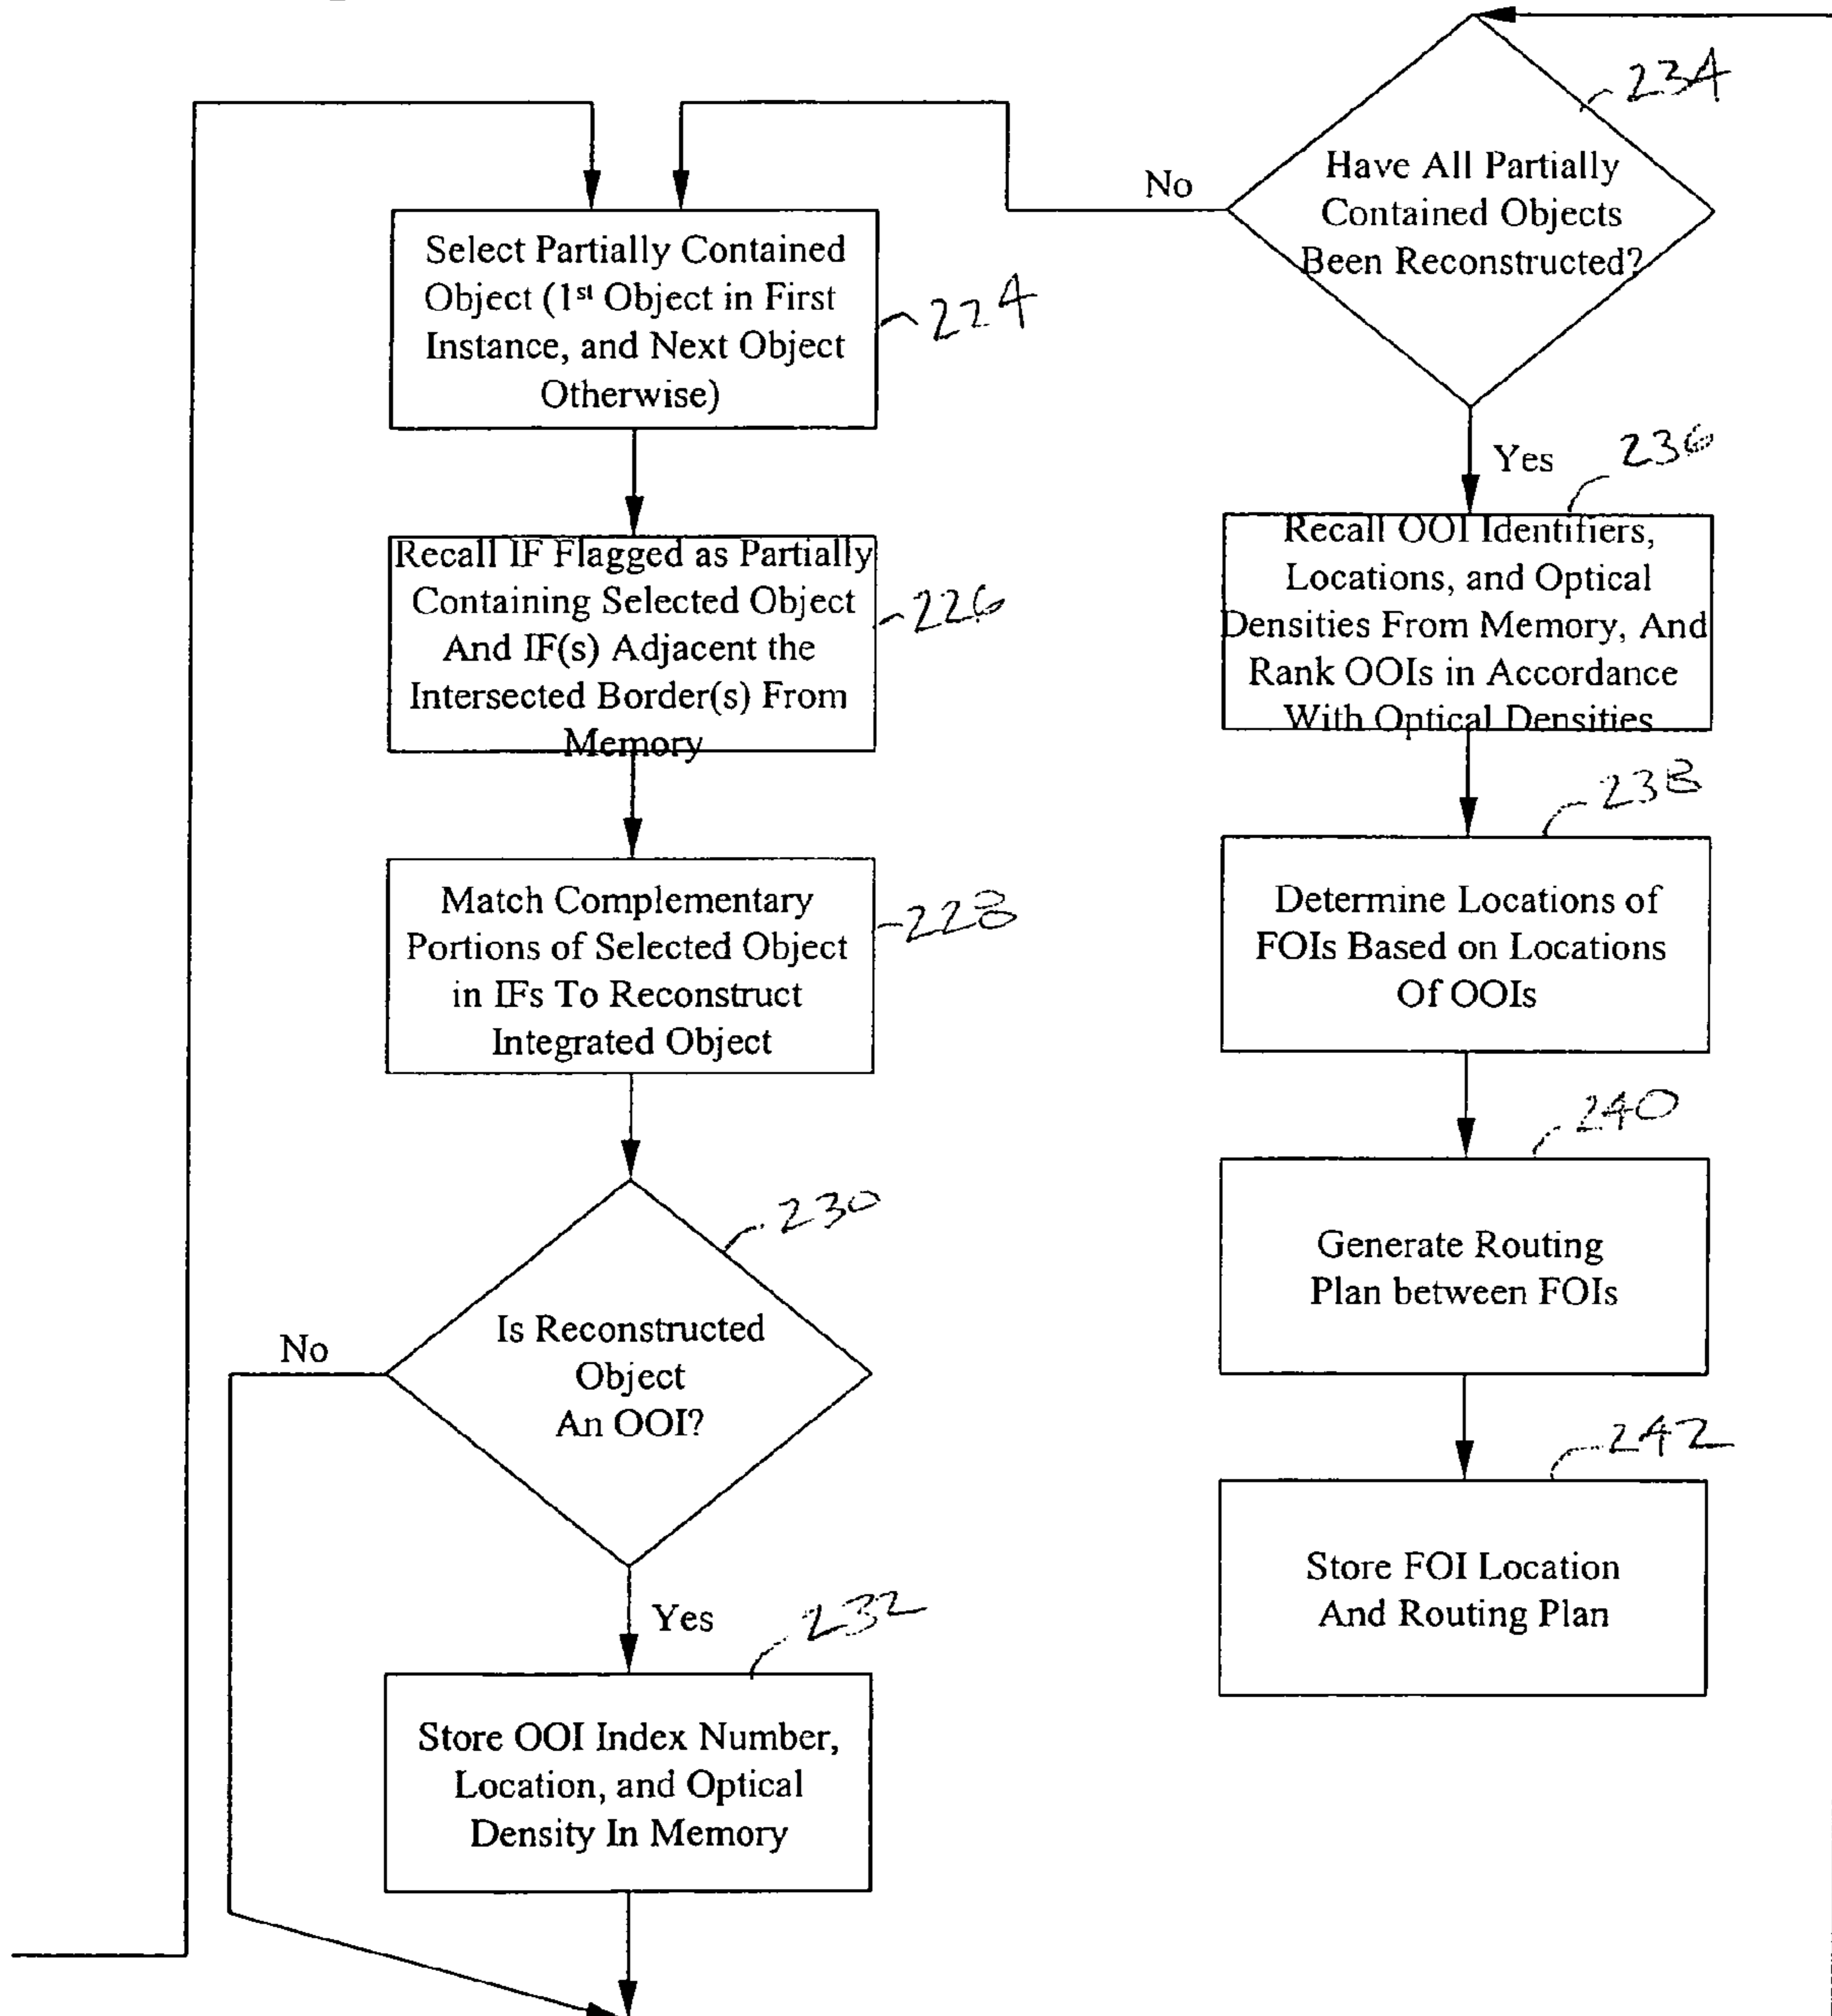 Select Partially Contained
Object (1st Object in First
Instance, and Next Object
Otherwise)
224
Recall IF Flagged as Partially
Containing Selected Object
And IF(s) Adjacent the
Intersected Border(s) From
Memory
226
Match Complementary
Portions of Selected Object
in IFs To Reconstruct
Integrated Object
228
230
Is Reconstructed
Object
An OOI?
No
Yes
232
Store OOI Index Number,
Location, and Optical
Density In Memory
234
Have All Partially
Contained Objects
Been Reconstructed?
No
Yes
236
Recall OOI Identifiers,
Locations, and Optical
Densities From Memory, And
Rank OOIs in Accordance
With Optical Densities
238
Determine Locations of
FOIs Based on Locations
Of OOIs
240
Generate Routing
Plan between FOIs
242
Store FOI Location
And Routing Plan